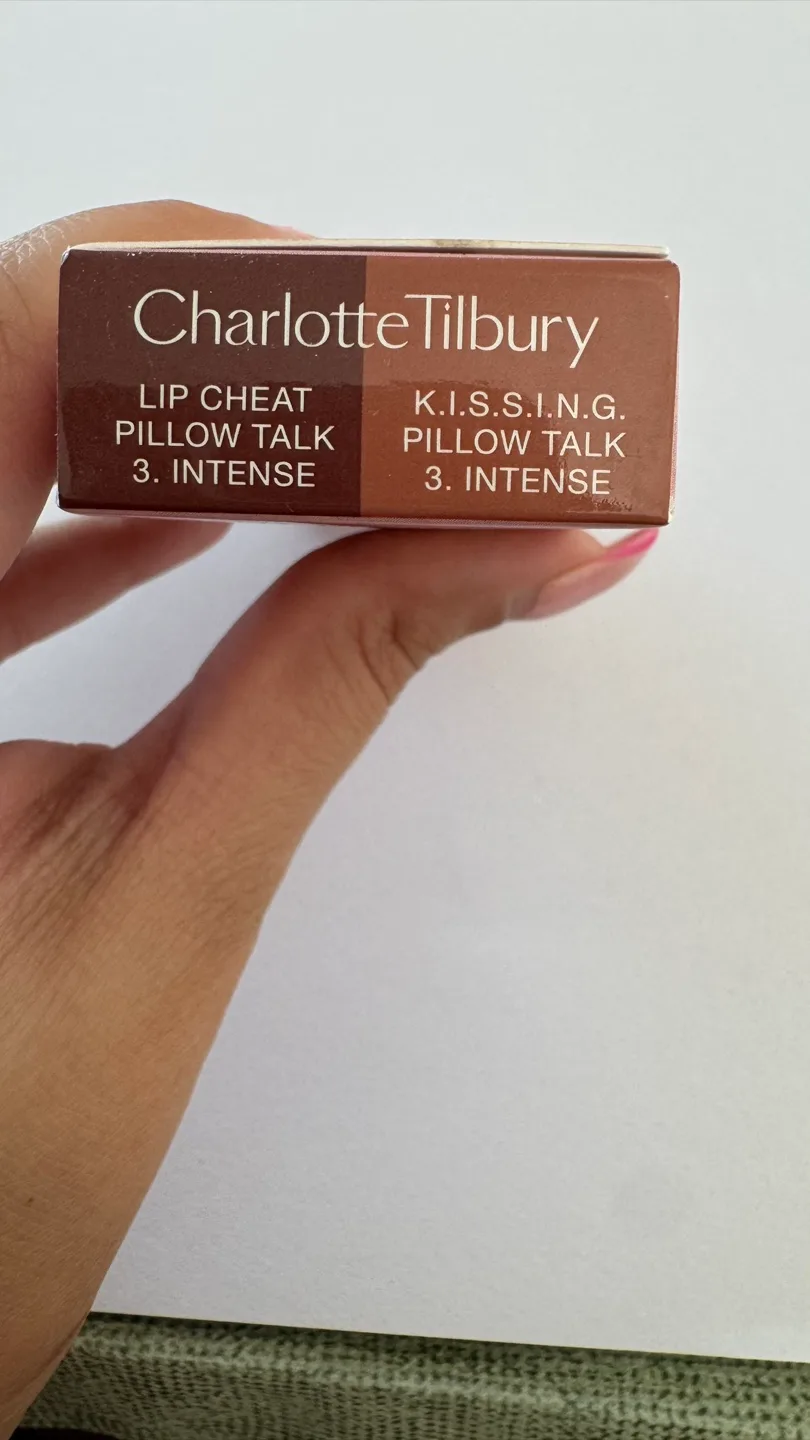 CharlotteTilbury
LIP CHEAT
PILLOW TALK
3. INTENSE
K.I.S.S.I.N.G.
PILLOW TALK
3. INTENSE